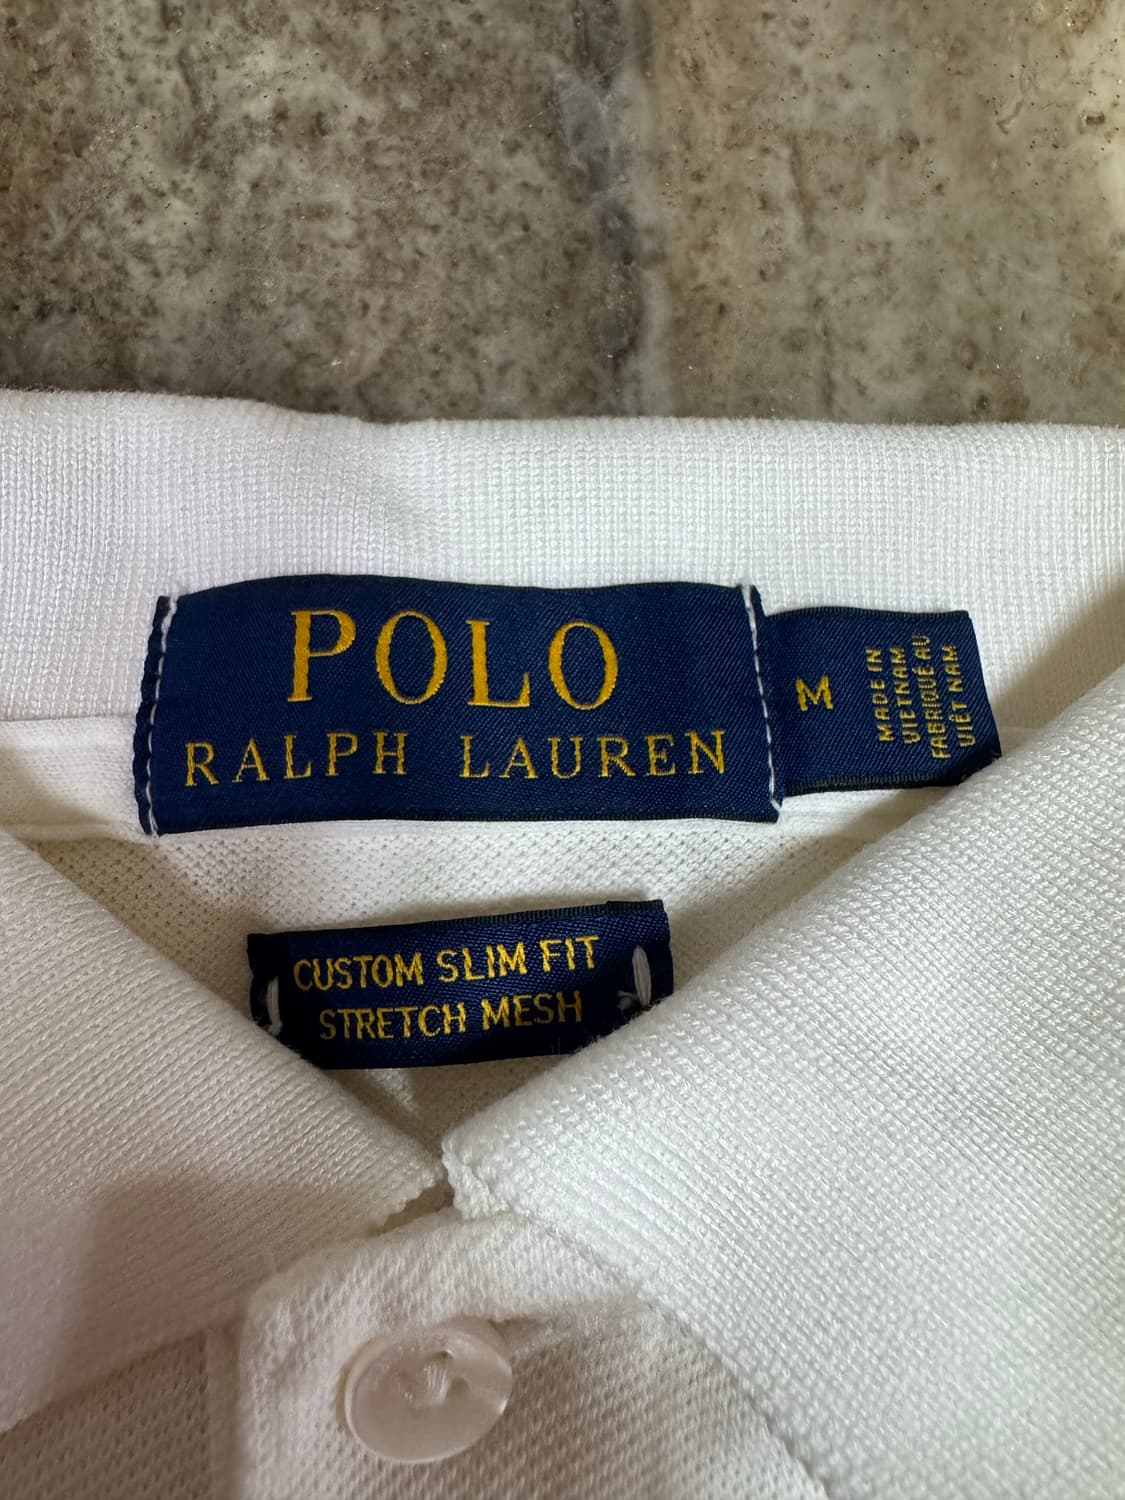 POLO
RALPH LAUREN
M
MADE IN
VIETNAM
FABRIQUÉ AU
VIÊT NAM
CUSTOM SLIM FIT
STRETCH MESH